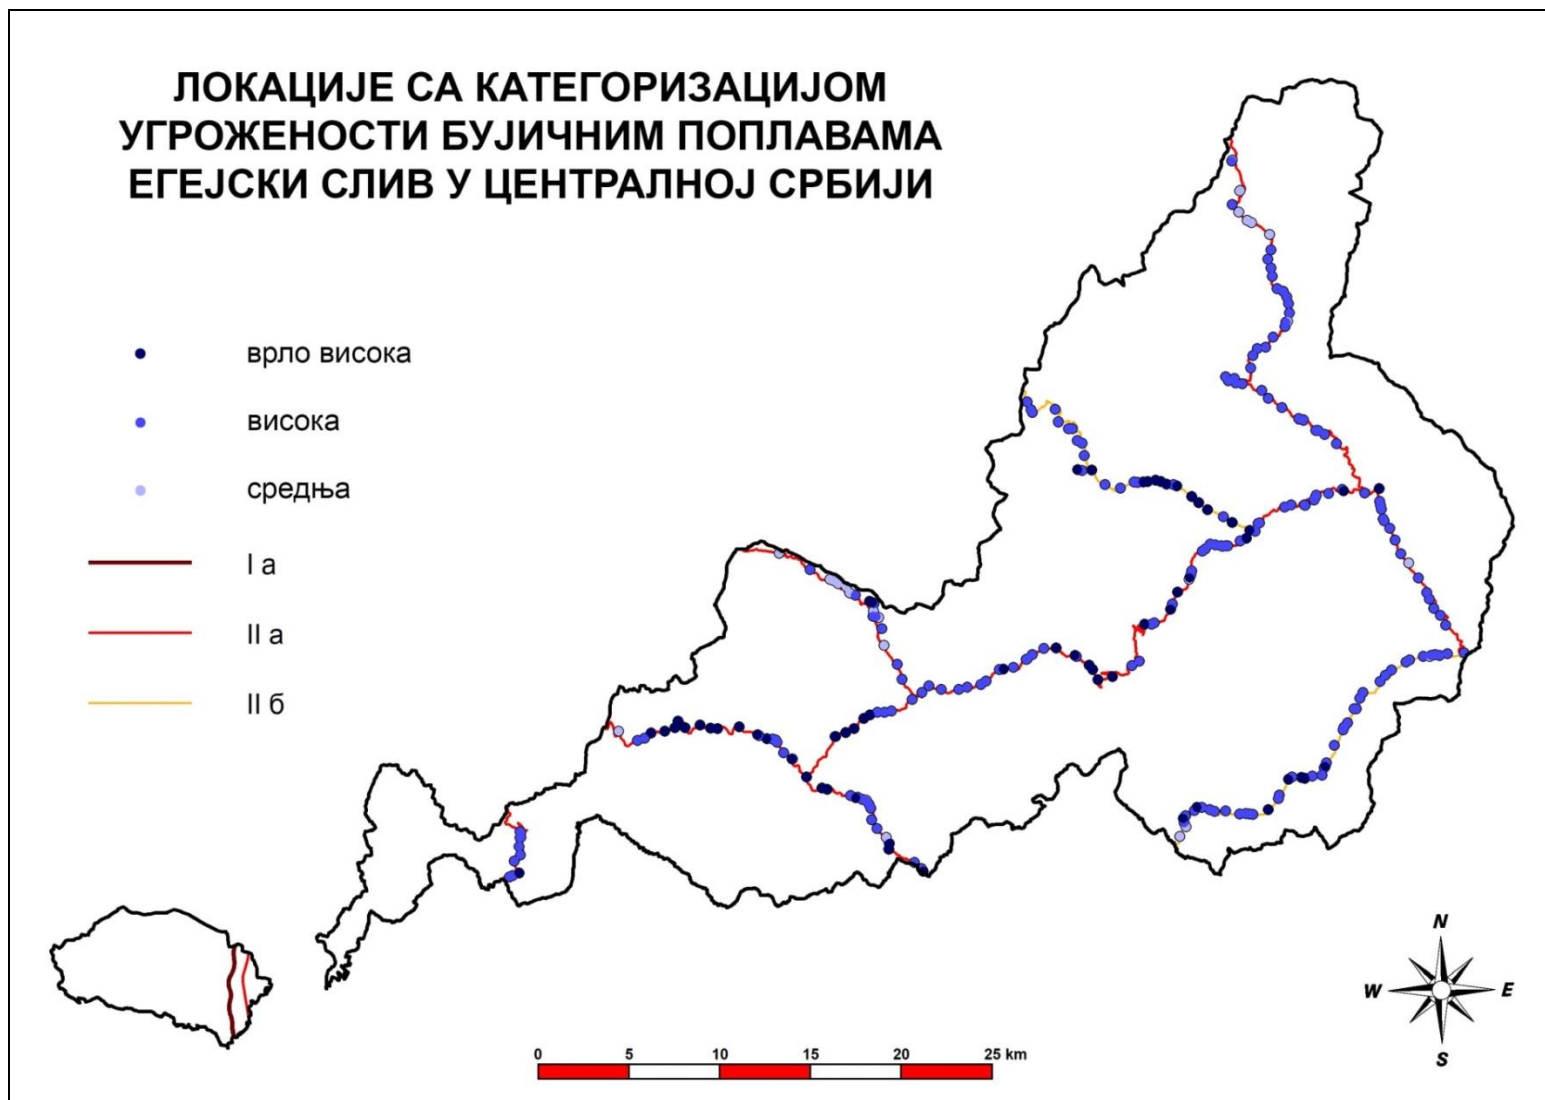 ЛОКАЦИЈЕ СА КАТЕГОРИЗАЦИЈОМ
УГРОЖЕНОСТИ БУЈИЧНИМ ПОПЛАВАМА
ЕГЕЈСКИ СЛИВ У ЦЕНТРАЛНОЈ СРБИЈИ
врло висока
висока
средња
I а
II а
II б
N
W E
S
0 5 10 15 20 25 km